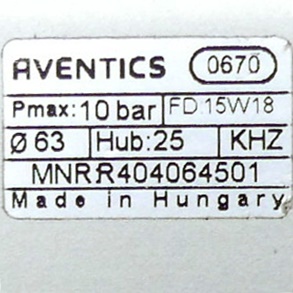 AVENTICS 0670
Pmax: 10 bar FD:15W18
Ø 63 Hub: 25 KHZ
MNR:R404064501
Made in Hungary